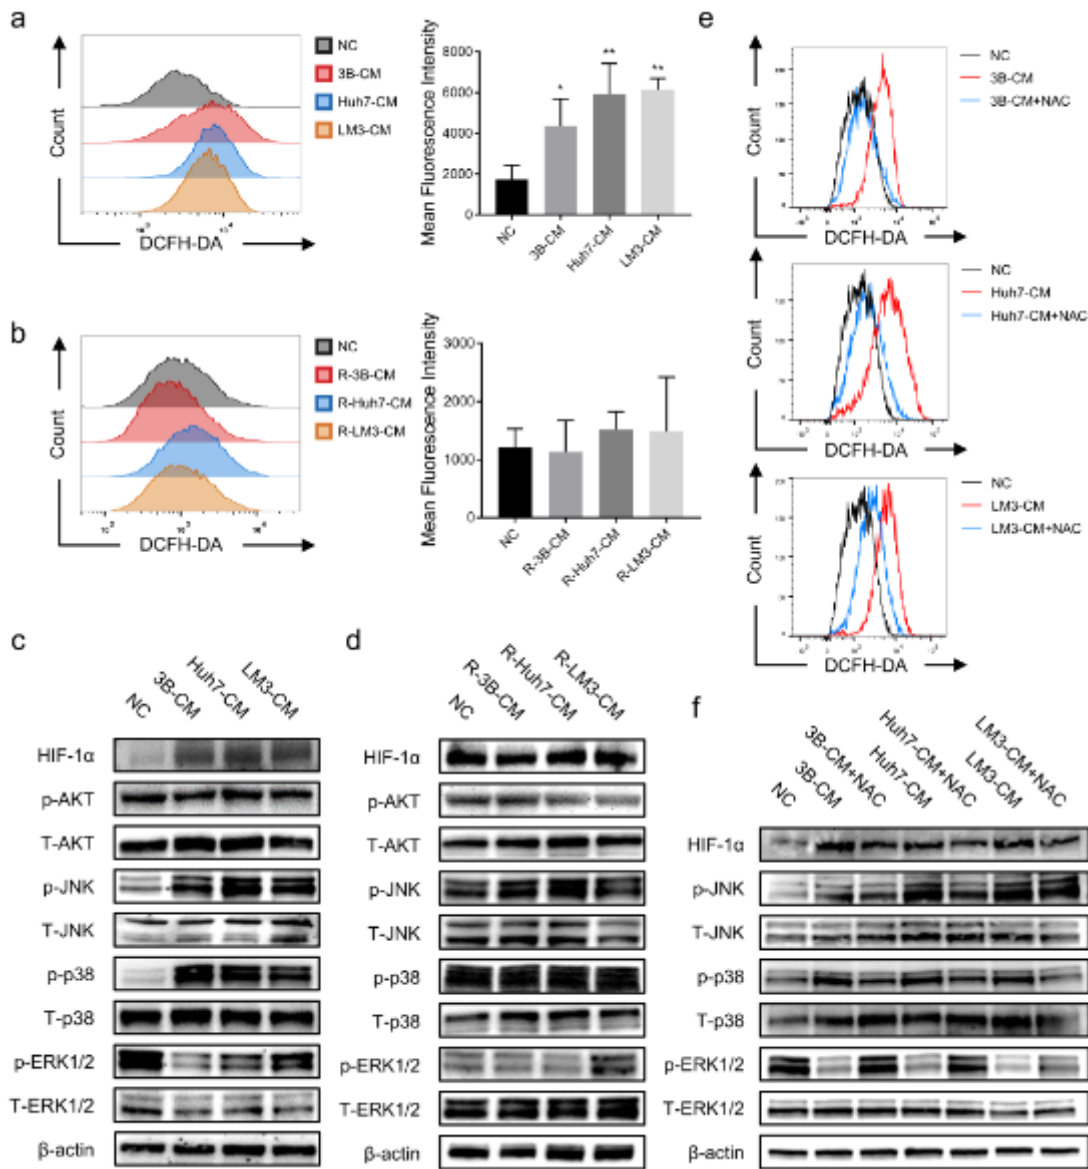 a
Count
DCFH-DA
NC
3B-CM
Huh7-CM
LM3-CM
Mean Fluorescence Intensity
8000
6000
4000
2000
0
*
**
**
NC
3B-CM
Huh7-CM
LM3-CM
b
Count
DCFH-DA
NC
R-3B-CM
R-Huh7-CM
R-LM3-CM
Mean Fluorescence Intensity
3000
2000
1000
0
NC
R-3B-CM
R-Huh7-CM
R-LM3-CM
e
Count
DCFH-DA
NC
3B-CM
3B-CM+NAC
Count
DCFH-DA
NC
Huh7-CM
Huh7-CM+NAC
Count
DCFH-DA
NC
LM3-CM
LM3-CM+NAC
c
NC
3B-CM
Huh7-CM
LM3-CM
HIF-1α
p-AKT
T-AKT
p-JNK
T-JNK
p-p38
T-p38
p-ERK1/2
T-ERK1/2
β-actin
d
NC
R-3B-CM
R-Huh7-CM
R-LM3-CM
HIF-1α
p-AKT
T-AKT
p-JNK
T-JNK
p-p38
T-p38
p-ERK1/2
T-ERK1/2
β-actin
f
NC
3B-CM
3B-CM+NAC
Huh7-CM
Huh7-CM+NAC
LM3-CM
LM3-CM+NAC
HIF-1α
p-JNK
T-JNK
p-p38
T-p38
p-ERK1/2
T-ERK1/2
β-actin